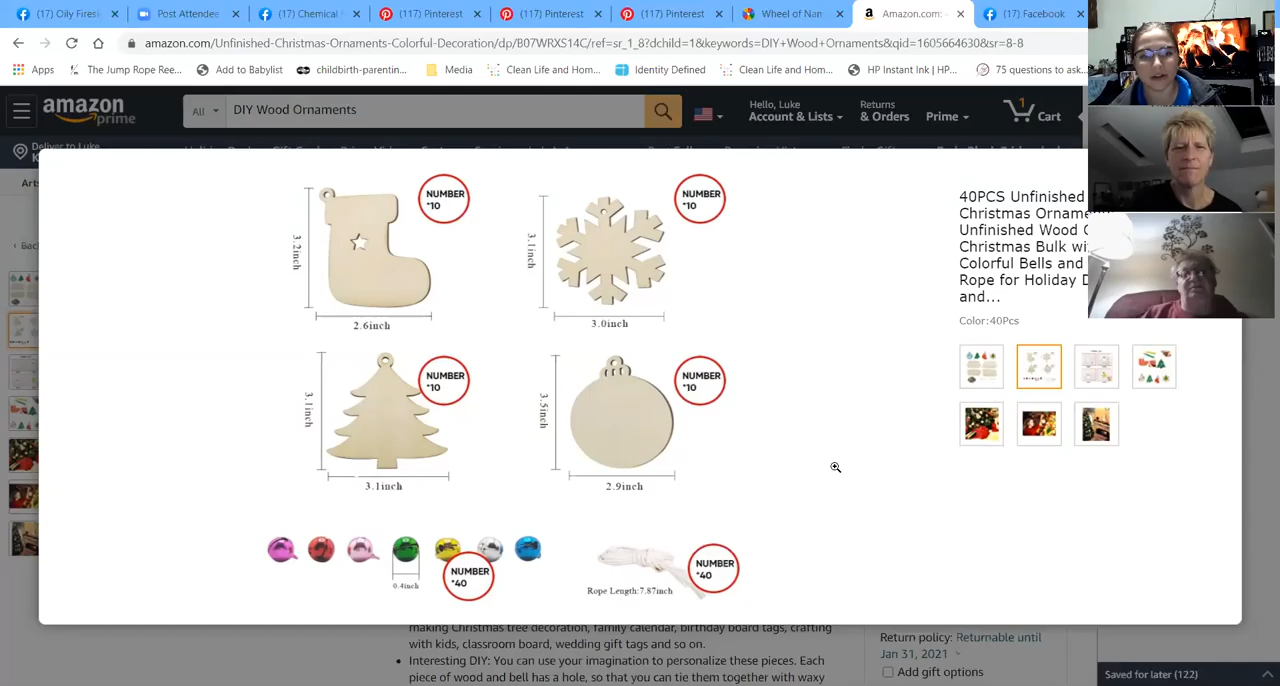 (17) Oily Firesi
Post Attendee
(17) Chemical F
(117) Pinterest
(117) Pinterest
(117) Pinterest
Wheel of Nam
Amazon.com:
(17) Facebook
amazon.com/Unfinished-Christmas-Ornaments-Colorful-Decoration/dp/B07WRXS14C/ref=sr_1_8?dchild=1&keywords=DIY+Wood+Ornaments&qid=1605664630&sr=8-8
Apps
The Jump Rope Ree...
Add to Babylist
childbirth-parentin...
Media
Clean Life and Hom...
Identity Defined
Clean Life and Hom...
HP Instant Ink | HP...
75 questions to ask...
amazon prime
All
DIY Wood Ornaments
Hello, Luke
Account & Lists
Returns
& Orders
Prime
1
Cart
Deliver to Luke
Arts
‹ Back
NUMBER
*10
3.2inch
2.6inch
NUMBER
*10
3.1inch
3.0inch
NUMBER
*10
3.1inch
3.1inch
NUMBER
*10
3.5inch
2.9inch
0.4inch
NUMBER
*40
Rope Length:7.87inch
NUMBER
*40
40PCS Unfinished
Christmas Ornam
Unfinished Wood
Christmas Bulk wi
Colorful Bells and
Rope for Holiday D
and...
Color:40Pcs
making Christmas tree decoration, family calendar, birthday board tags, crafting
with kids, classroom board, wedding gift tags and so on.
• Interesting DIY: You can use your imagination to personalize these pieces. Each
piece of wood and bell has a hole, so that you can tie them together with waxy
Return policy: Returnable until
Jan 31, 2021
Add gift options
Saved for later (122)